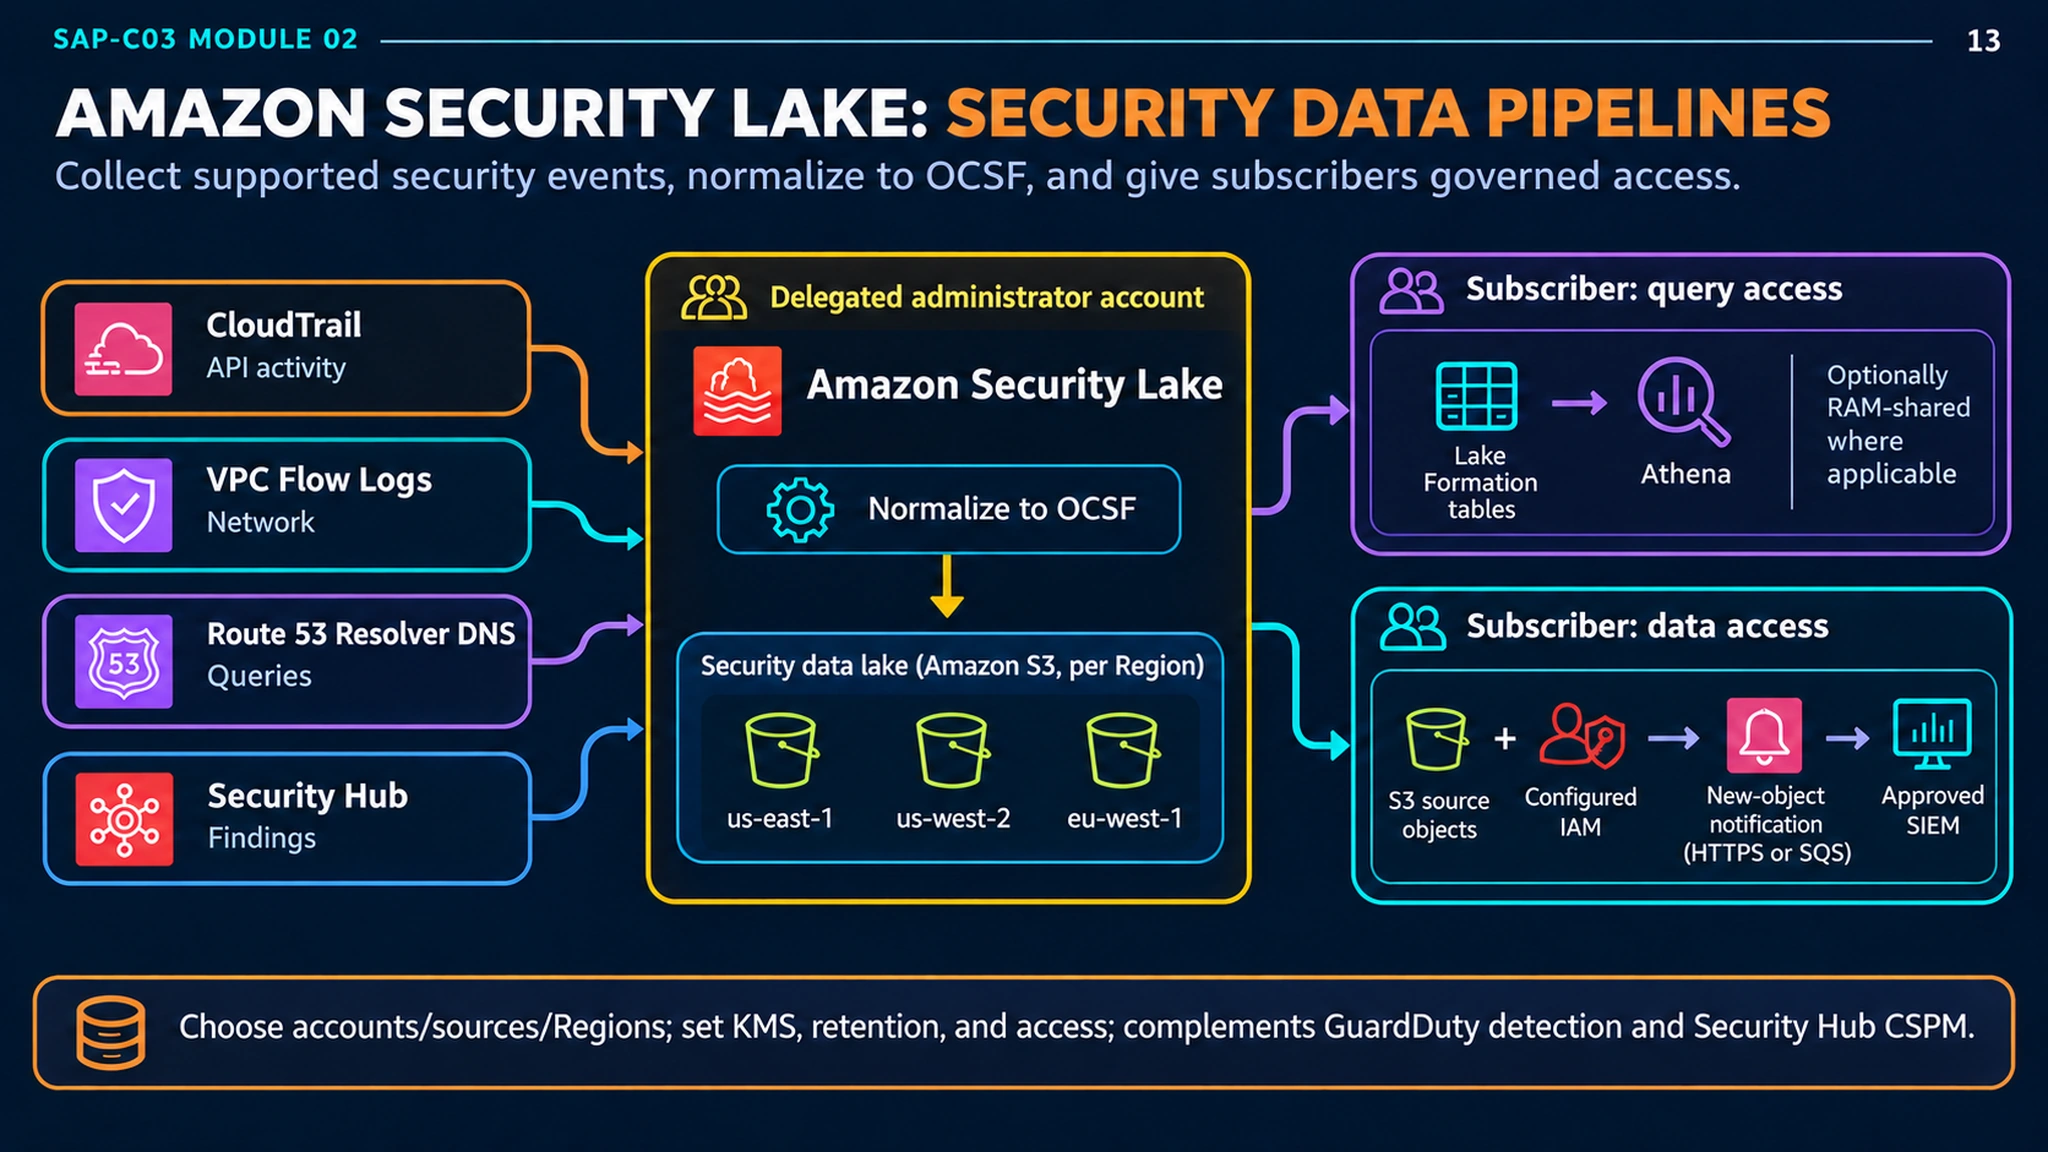 SAP-C03 MODULE 02
13
AMAZON SECURITY LAKE: SECURITY DATA PIPELINES
Collect supported security events, normalize to OCSF, and give subscribers governed access.
CloudTrail
API activity
VPC Flow Logs
Network
53
Route 53 Resolver DNS
Queries
Security Hub
Findings
Delegated administrator account
Amazon Security Lake
Normalize to OCSF
Security data lake (Amazon S3, per Region)
us-east-1
us-west-2
eu-west-1
Subscriber: query access
Lake
Formation
tables
Athena
Optionally
RAM-shared
where
applicable
Subscriber: data access
S3 source
objects
+
Configured
IAM
New-object
notification
(HTTPS or SQS)
Approved
SIEM
Choose accounts/sources/Regions; set KMS, retention, and access; complements GuardDuty detection and Security Hub CSPM.